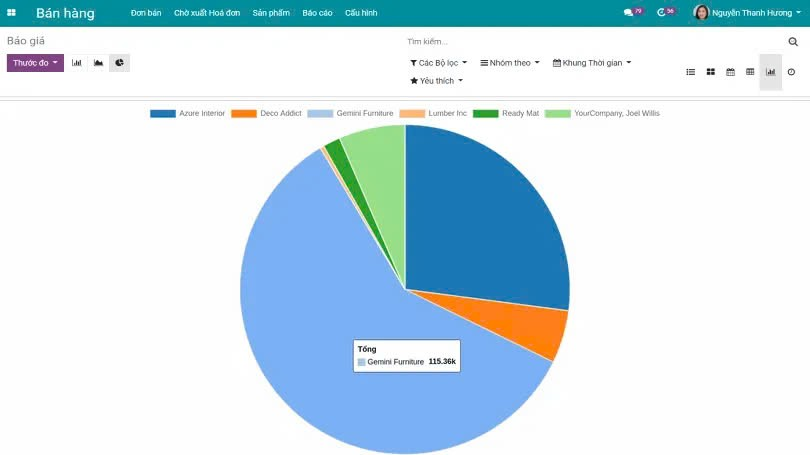 Bán hàng Đơn bán Chờ xuất Hoá đơn Sản phẩm Báo cáo Cấu hình 79 56 Nguyễn Thanh Hương
Báo giá Tìm kiếm...
Thước đo Các Bộ lọc Nhóm theo Khung Thời gian
Yêu thích
Azure Interior Deco Addict Gemini Furniture Lumber Inc Ready Mat YourCompany, Joel Willis
Tổng
Gemini Furniture 115.36k